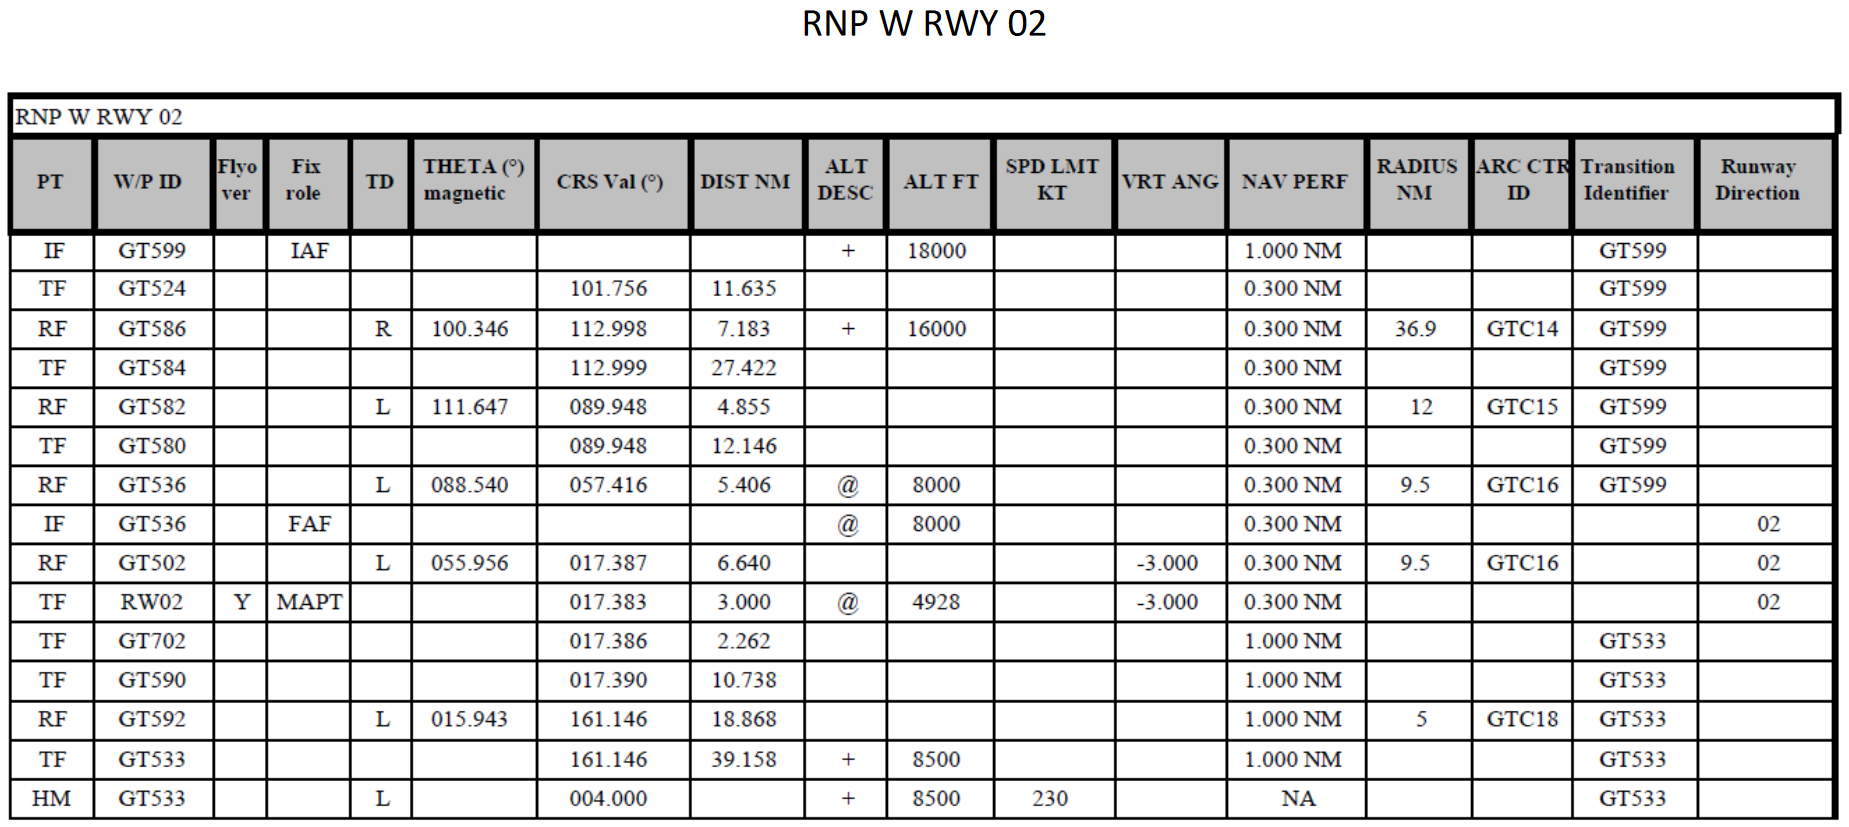 RNP W RWY 02
RNP W RWY 02
PT W/P ID Flyo ver Fix role TD THETA (°) magnetic CRS Val (°) DIST NM ALT DESC ALT FT SPD LMT KT VRT ANG NAV PERF RADIUS NM ARC CTR ID Transition Identifier Runway Direction
IF GT599 IAF + 18000 1.000 NM GT599
TF GT524 101.756 11.635 0.300 NM GT599
RF GT586 R 100.346 112.998 7.183 + 16000 0.300 NM 36.9 GTC14 GT599
TF GT584 112.999 27.422 0.300 NM GT599
RF GT582 L 111.647 089.948 4.855 0.300 NM 12 GTC15 GT599
TF GT580 089.948 12.146 0.300 NM GT599
RF GT536 L 088.540 057.416 5.406 @ 8000 0.300 NM 9.5 GTC16 GT599
IF GT536 FAF @ 8000 0.300 NM 02
RF GT502 L 055.956 017.387 6.640 -3.000 0.300 NM 9.5 GTC16 02
TF RW02 Y MAPT 017.383 3.000 @ 4928 -3.000 0.300 NM 02
TF GT702 017.386 2.262 1.000 NM GT533
TF GT590 017.390 10.738 1.000 NM GT533
RF GT592 L 015.943 161.146 18.868 1.000 NM 5 GTC18 GT533
TF GT533 161.146 39.158 + 8500 1.000 NM GT533
HM GT533 L 004.000 + 8500 230 NA GT533